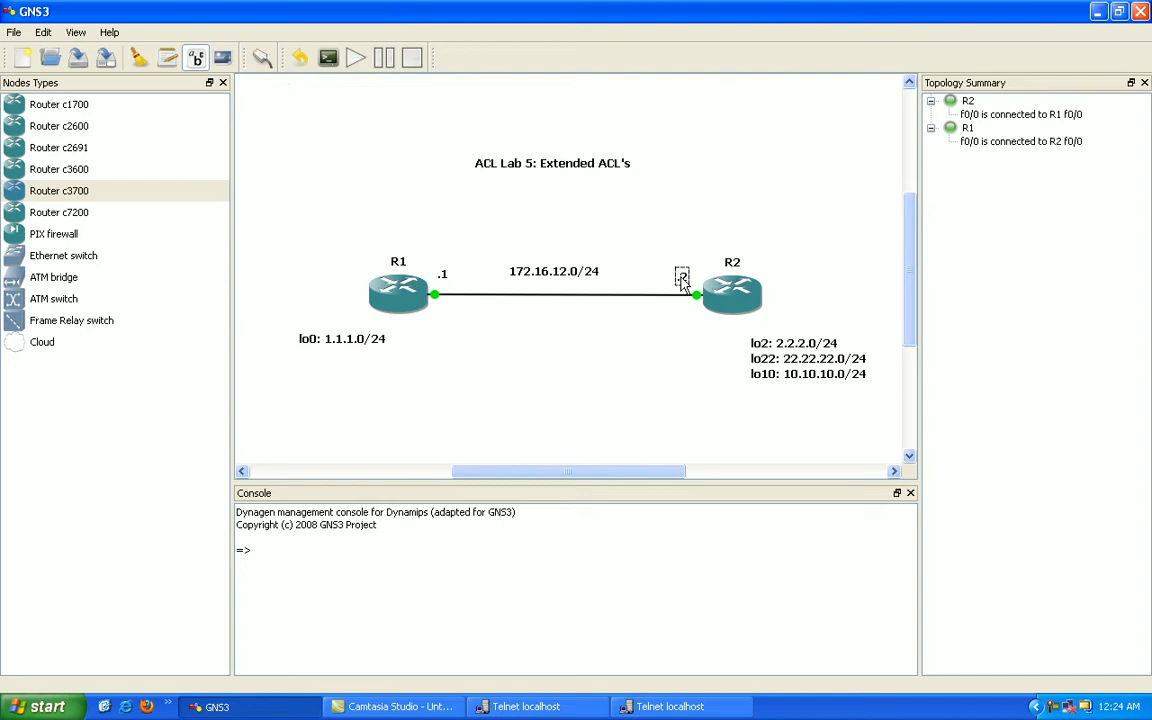 GNS3
File Edit View Help
Nodes Types
Router c1700
Router c2600
Router c2691
Router c3600
Router c3700
Router c7200
PIX firewall
Ethernet switch
ATM bridge
ATM switch
Frame Relay switch
Cloud
ACL Lab 5: Extended ACL's
R1
.1
172.16.12.0/24
R2
lo0: 1.1.1.0/24
lo2: 2.2.2.0/24
lo22: 22.22.22.0/24
lo10: 10.10.10.0/24
Topology Summary
R2
f0/0 is connected to R1 f0/0
R1
f0/0 is connected to R2 f0/0
Console
Dynagen management console for Dynamips (adapted for GNS3)
Copyright (c) 2008 GNS3 Project
=>
start
GNS3
Camtasia Studio - Unt...
Telnet localhost
Telnet localhost
12:24 AM